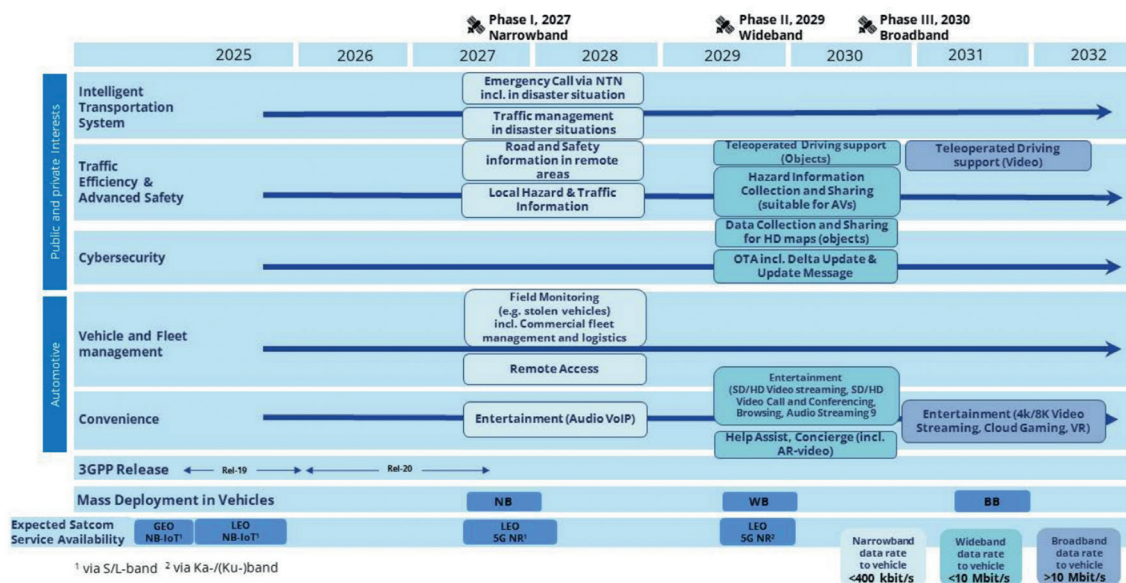 Phase I, 2027
Narrowband
Phase II, 2029
Wideband
Phase III, 2030
Broadband
2025
2026
2027
2028
2029
2030
2031
2032
Public and private Interests
Intelligent
Transportation
System
Emergency Call via NTN
incl. in disaster situation
Traffic management
in disaster situations
Traffic
Efficiency &
Advanced Safety
Road and Safety
information in remote
areas
Local Hazard & Traffic
Information
Teleoperated Driving support
(Objects)
Hazard Information
Collection and Sharing
(suitable for AVs)
Teleoperated Driving
support (Video)
Cybersecurity
Data Collection and Sharing
for HD maps (objects)
OTA incl. Delta Update &
Update Message
Automotive
Vehicle and Fleet
management
Field Monitoring
(e.g. stolen vehicles)
incl. Commercial fleet
management and logistics
Remote Access
Convenience
Entertainment (Audio VoIP)
Entertainment
(SD/HD Video streaming, SD/HD
Video Call and Conferencing,
Browsing, Audio Streaming 9
Help Assist, Concierge (incl.
AR-video)
Entertainment (4k/8K Video
Streaming, Cloud Gaming, VR)
3GPP Release
Rel-19
Rel-20
Mass Deployment in Vehicles
NB
WB
BB
Expected Satcom
Service Availability
GEO
NB-IoT¹
LEO
NB-IoT¹
LEO
5G NR¹
LEO
5G NR²
Narrowband
data rate
to vehicle
<400 kbit/s
Wideband
data rate
to vehicle
<10 Mbit/s
Broadband
data rate
to vehicle
>10 Mbit/s
¹ via S/L-band ² via Ka-/(Ku-)band